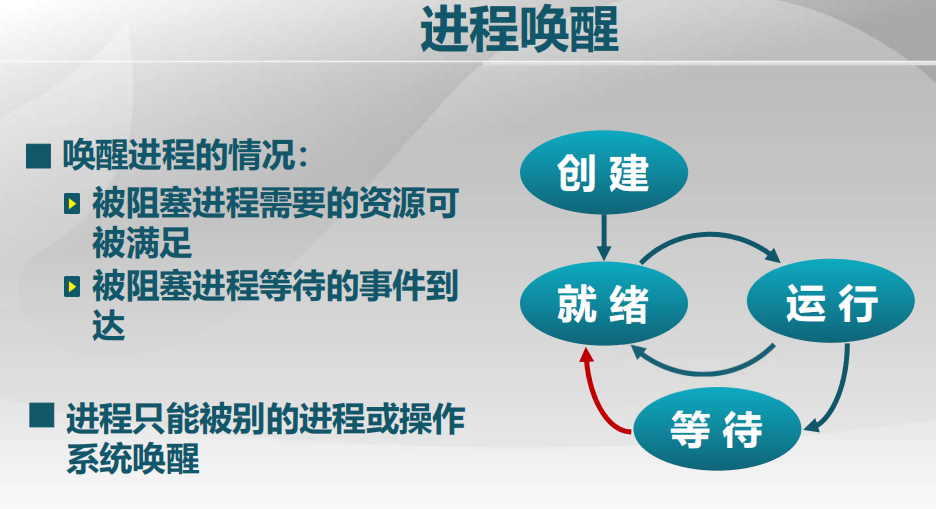 进程唤醒
唤醒进程的情况：
被阻塞进程需要的资源可
被满足
被阻塞进程等待的事件到
达
进程只能被别的进程或操作
系统唤醒
创建
就绪
运行
等待